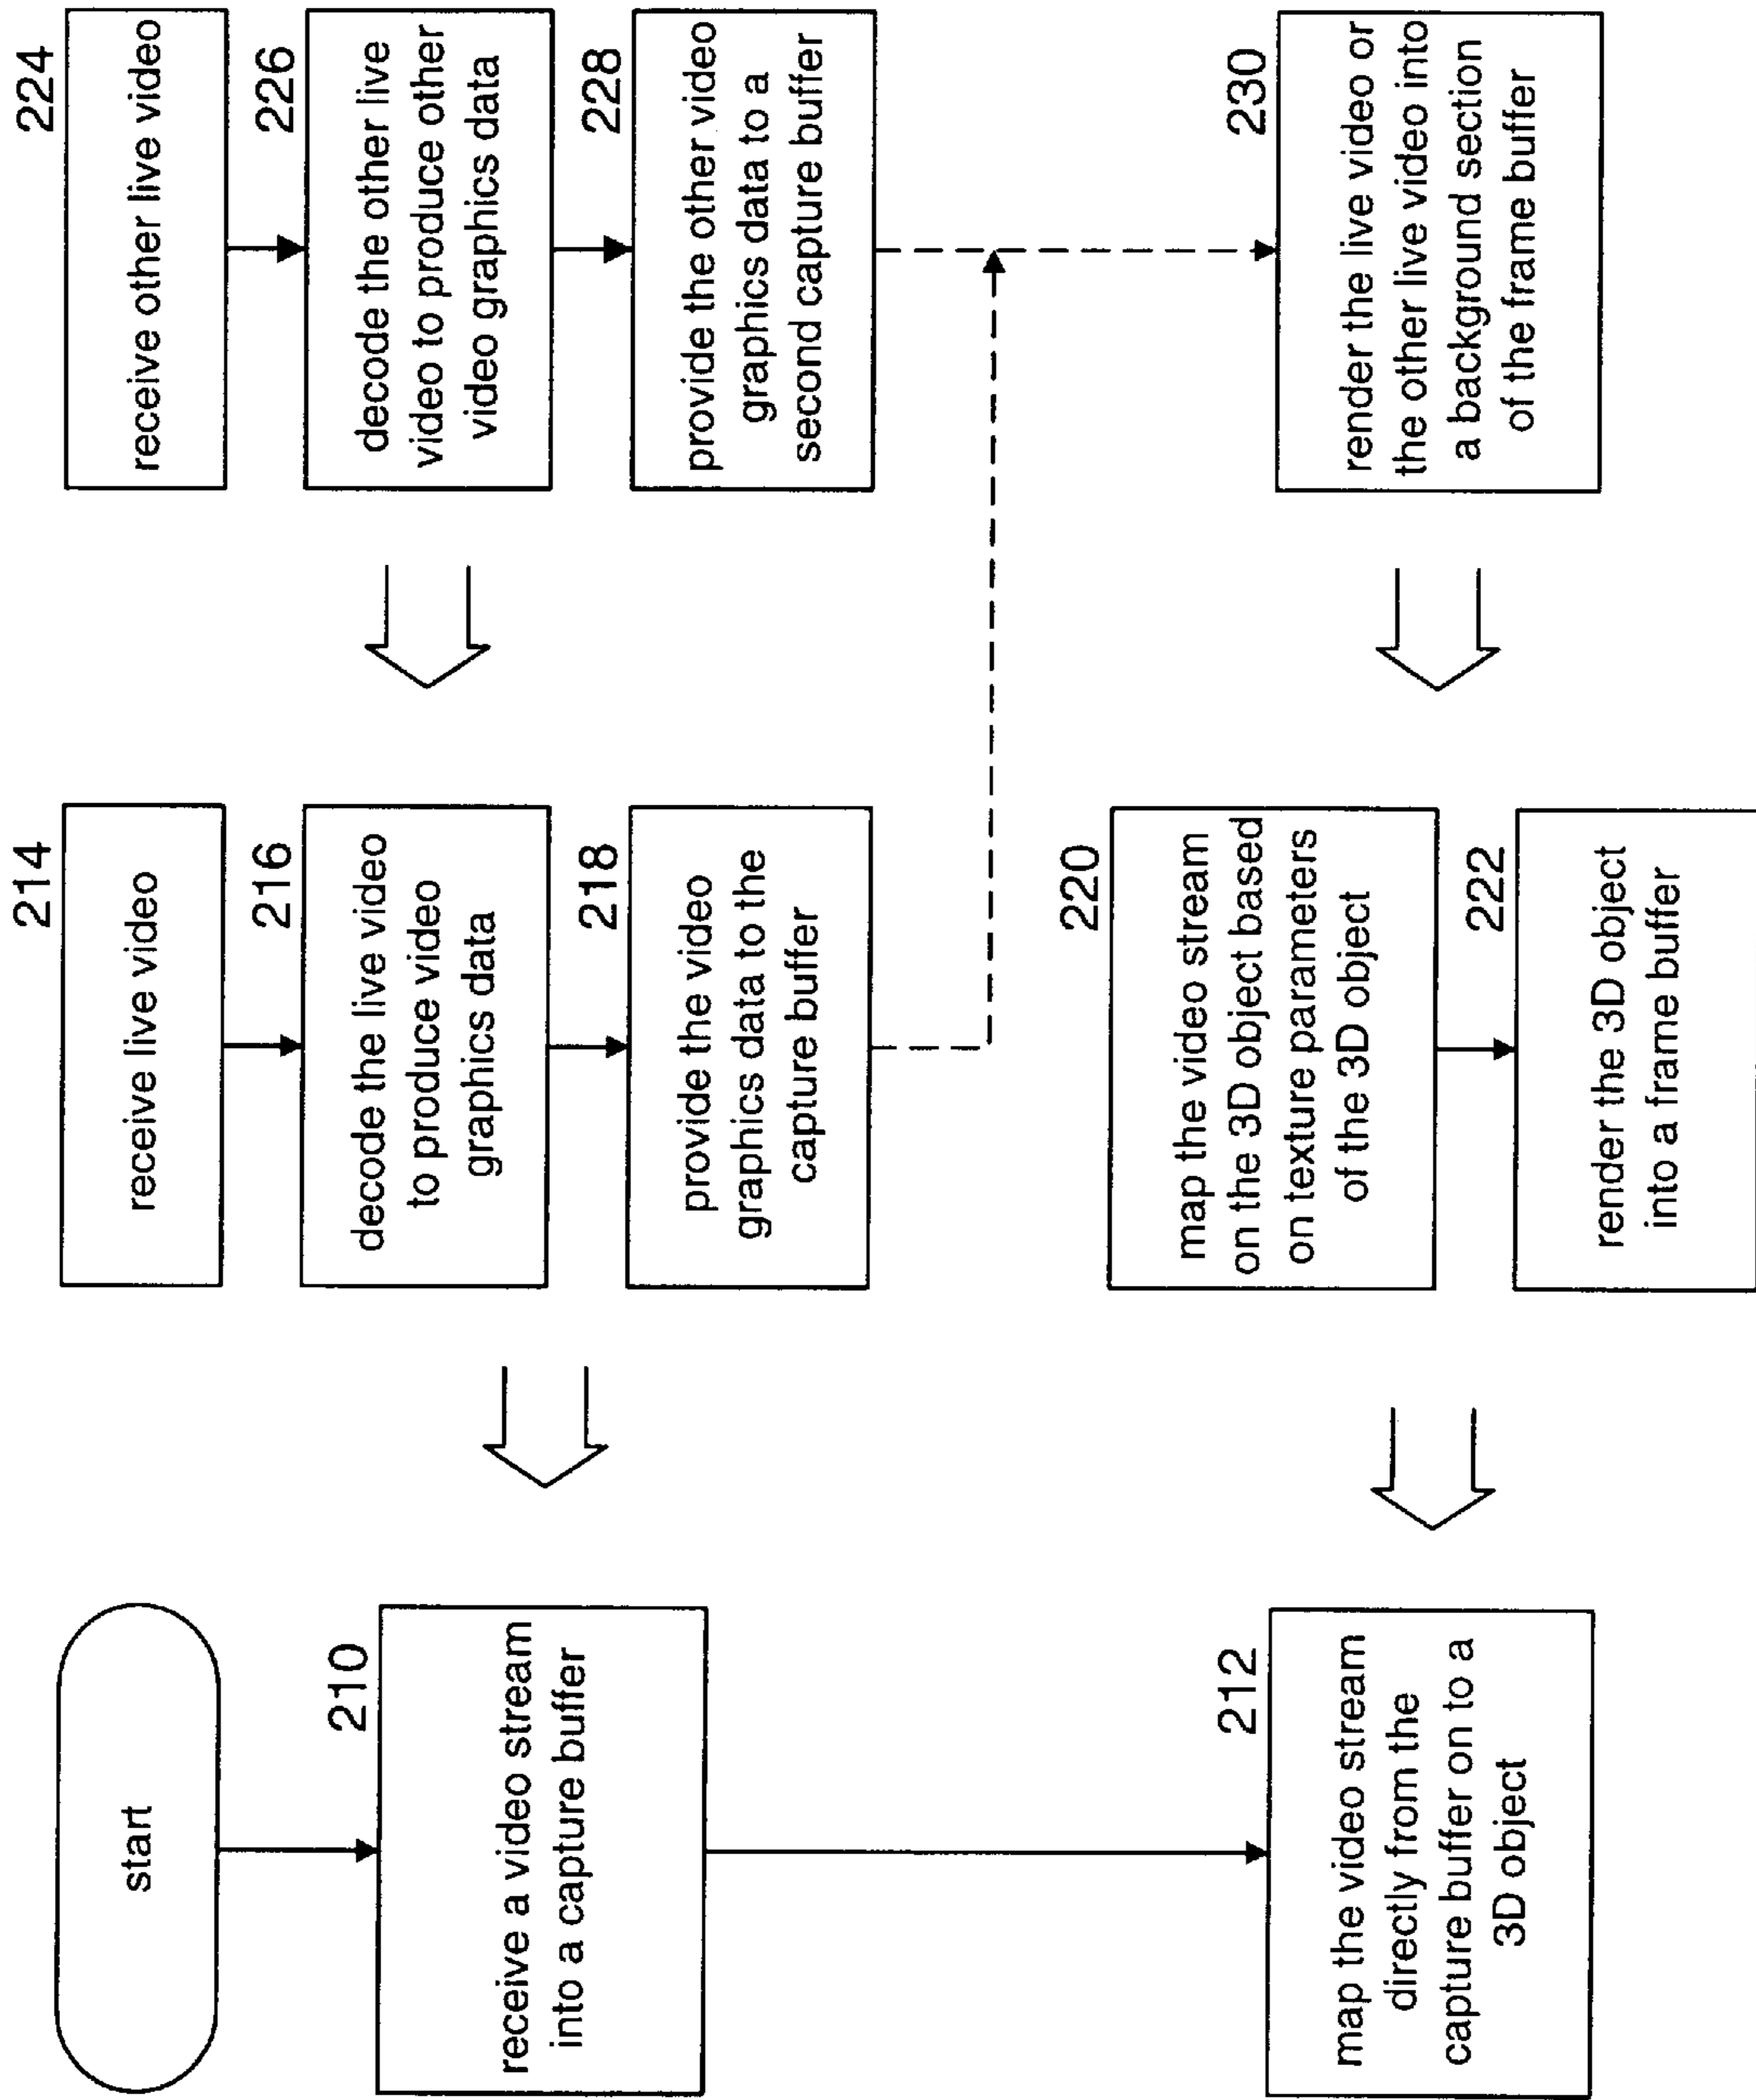 start
210
receive a video stream
into a capture buffer
212
map the video stream
directly from the
capture buffer on to a
3D object
214
receive live video
216
decode the live video
to produce video
graphics data
218
provide the video
graphics data to the
capture buffer
220
map the video stream
on the 3D object based
on texture parameters
of the 3D object
222
render the 3D object
into a frame buffer
224
receive other live video
226
decode the other live
video to produce other
video graphics data
228
provide the other video
graphics data to a
second capture buffer
230
render the live video or
the other live video into
a background section
of the frame buffer